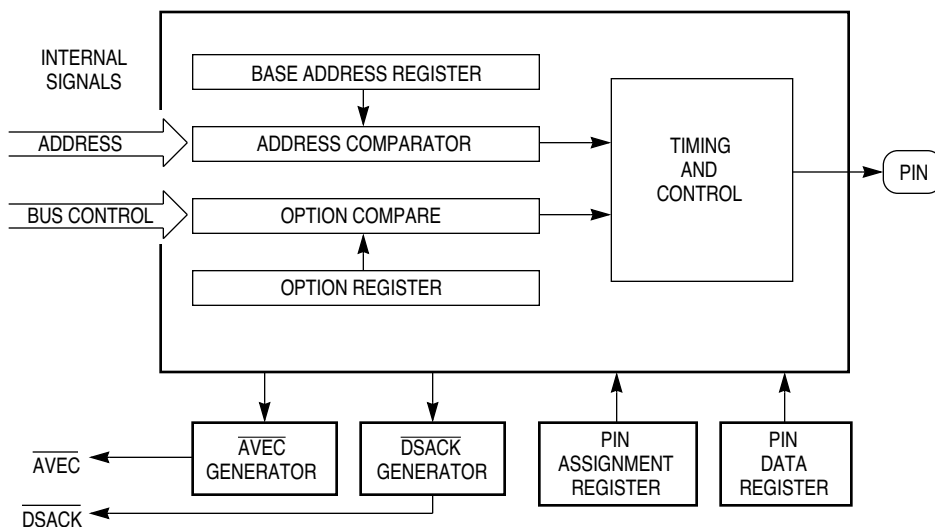 INTERNAL
SIGNALS
ADDRESS
BUS CONTROL
BASE ADDRESS REGISTER
ADDRESS COMPARATOR
OPTION COMPARE
OPTION REGISTER
TIMING
AND
CONTROL
PIN
AVEC
GENERATOR
DSACK
GENERATOR
PIN
ASSIGNMENT
REGISTER
PIN
DATA
REGISTER
AVEC
DSACK